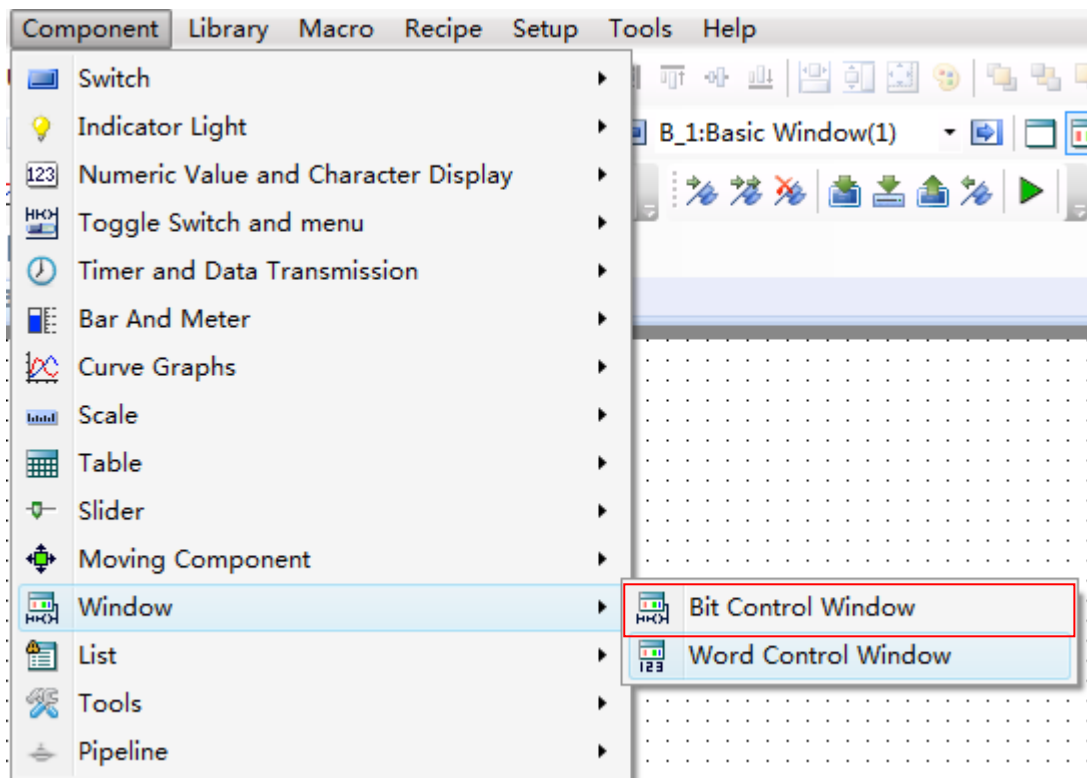 Component Library Macro Recipe Setup Tools Help
Switch
Indicator Light
B_1:Basic Window(1)
123 Numeric Value and Character Display
Toggle Switch and menu
Timer and Data Transmission
Bar And Meter
Curve Graphs
Scale
Table
Slider
Moving Component
Window
Bit Control Window
List
123 Word Control Window
Tools
Pipeline